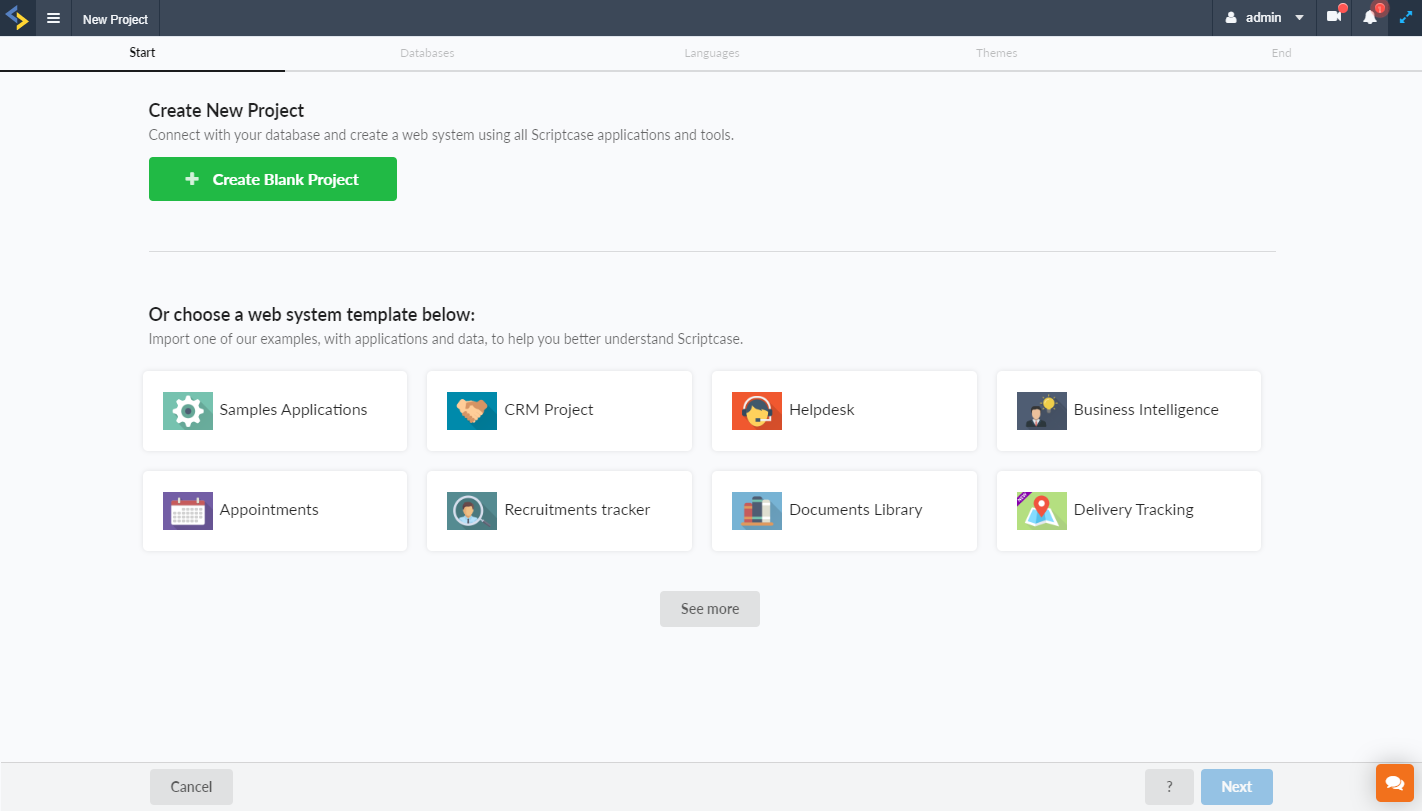 New Project
admin
1
Start
Databases
Languages
Themes
End
Create New Project
Connect with your database and create a web system using all Scriptcase applications and tools.
Create Blank Project
Or choose a web system template below:
Import one of our examples, with applications and data, to help you better understand Scriptcase.
Samples Applications
CRM Project
Helpdesk
Business Intelligence
Appointments
Recruitments tracker
Documents Library
Delivery Tracking
See more
Cancel
?
Next